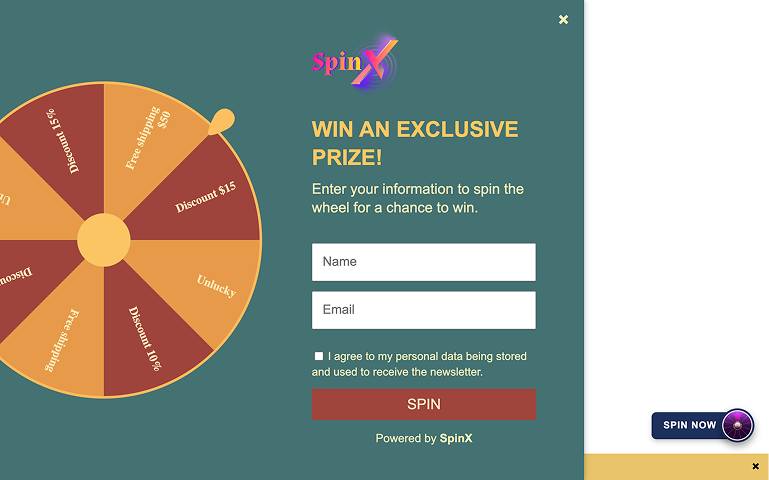 SpinX
WIN AN EXCLUSIVE
PRIZE!
Enter your information to spin the
wheel for a chance to win.
Name
Email
I agree to my personal data being stored
and used to receive the newsletter.
SPIN
Powered by SpinX
Discount 15%
Free shipping
$50
Discount $15
Unlucky
Discount 10%
Free shipping
SPIN NOW